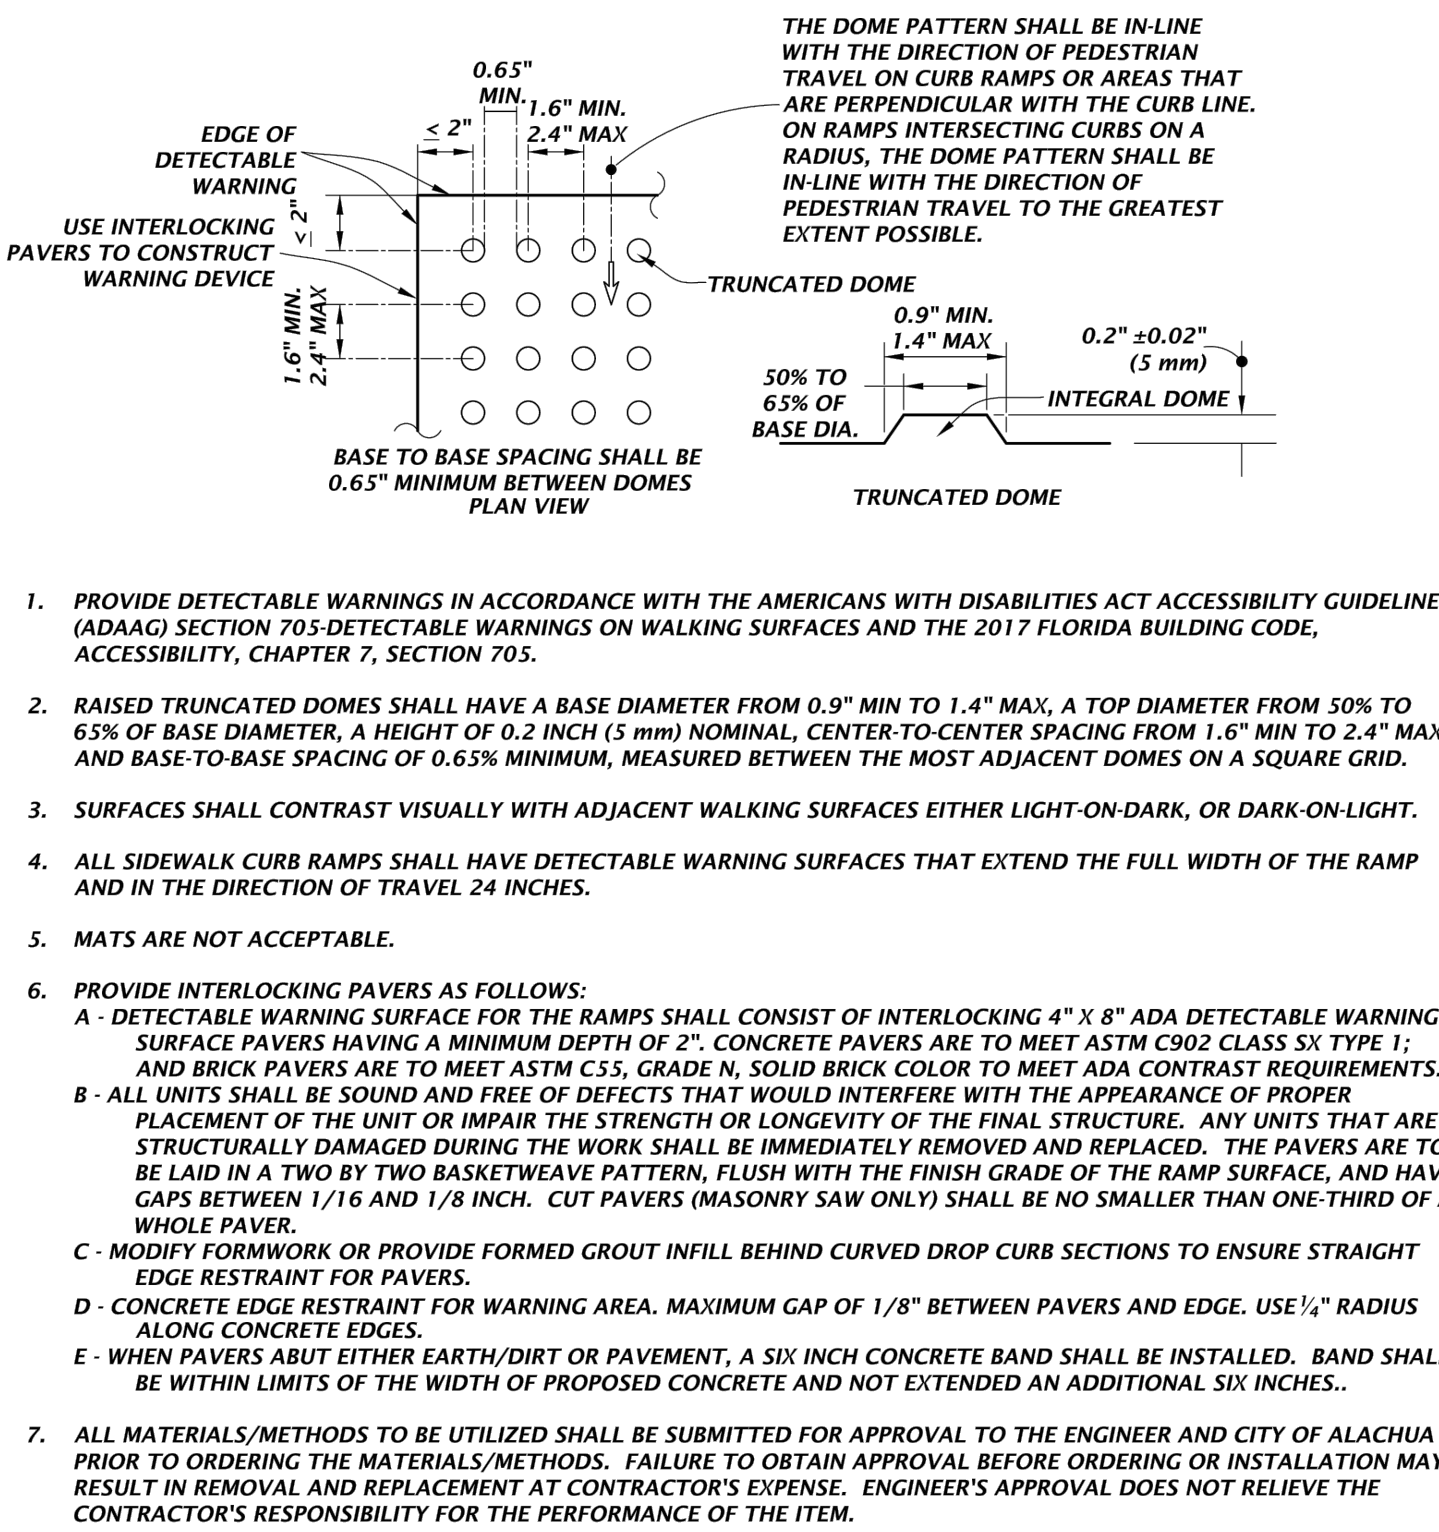 THE DOME PATTERN SHALL BE IN-LINE
WITH THE DIRECTION OF PEDESTRIAN
TRAVEL ON CURB RAMPS OR AREAS THAT
ARE PERPENDICULAR WITH THE CURB LINE.
ON RAMPS INTERSECTING CURBS ON A
RADIUS, THE DOME PATTERN SHALL BE
IN-LINE WITH THE DIRECTION OF
PEDESTRIAN TRAVEL TO THE GREATEST
EXTENT POSSIBLE.
0.65"
MIN.
1.6" MIN.
2.4" MAX
≤ 2"
EDGE OF
DETECTABLE
WARNING
≤ 2"
USE INTERLOCKING
PAVERS TO CONSTRUCT
WARNING DEVICE
1.6" MIN.
2.4" MAX
TRUNCATED DOME
0.9" MIN.
1.4" MAX
0.2" ±0.02"
(5 mm)
50% TO
65% OF
BASE DIA.
INTEGRAL DOME
BASE TO BASE SPACING SHALL BE
0.65" MINIMUM BETWEEN DOMES
PLAN VIEW
TRUNCATED DOME
1. PROVIDE DETECTABLE WARNINGS IN ACCORDANCE WITH THE AMERICANS WITH DISABILITIES ACT ACCESSIBILITY GUIDELINE
(ADAAG) SECTION 705-DETECTABLE WARNINGS ON WALKING SURFACES AND THE 2017 FLORIDA BUILDING CODE,
ACCESSIBILITY, CHAPTER 7, SECTION 705.
2. RAISED TRUNCATED DOMES SHALL HAVE A BASE DIAMETER FROM 0.9" MIN TO 1.4" MAX, A TOP DIAMETER FROM 50% TO
65% OF BASE DIAMETER, A HEIGHT OF 0.2 INCH (5 mm) NOMINAL, CENTER-TO-CENTER SPACING FROM 1.6" MIN TO 2.4" MAX
AND BASE-TO-BASE SPACING OF 0.65% MINIMUM, MEASURED BETWEEN THE MOST ADJACENT DOMES ON A SQUARE GRID.
3. SURFACES SHALL CONTRAST VISUALLY WITH ADJACENT WALKING SURFACES EITHER LIGHT-ON-DARK, OR DARK-ON-LIGHT.
4. ALL SIDEWALK CURB RAMPS SHALL HAVE DETECTABLE WARNING SURFACES THAT EXTEND THE FULL WIDTH OF THE RAMP
AND IN THE DIRECTION OF TRAVEL 24 INCHES.
5. MATS ARE NOT ACCEPTABLE.
6. PROVIDE INTERLOCKING PAVERS AS FOLLOWS:
A - DETECTABLE WARNING SURFACE FOR THE RAMPS SHALL CONSIST OF INTERLOCKING 4" X 8" ADA DETECTABLE WARNING
SURFACE PAVERS HAVING A MINIMUM DEPTH OF 2". CONCRETE PAVERS ARE TO MEET ASTM C902 CLASS SX TYPE 1;
AND BRICK PAVERS ARE TO MEET ASTM C55, GRADE N, SOLID BRICK COLOR TO MEET ADA CONTRAST REQUIREMENTS.
B - ALL UNITS SHALL BE SOUND AND FREE OF DEFECTS THAT WOULD INTERFERE WITH THE APPEARANCE OF PROPER
PLACEMENT OF THE UNIT OR IMPAIR THE STRENGTH OR LONGEVITY OF THE FINAL STRUCTURE. ANY UNITS THAT ARE
STRUCTURALLY DAMAGED DURING THE WORK SHALL BE IMMEDIATELY REMOVED AND REPLACED. THE PAVERS ARE TO
BE LAID IN A TWO BY TWO BASKETWEAVE PATTERN, FLUSH WITH THE FINISH GRADE OF THE RAMP SURFACE, AND HAV
GAPS BETWEEN 1/16 AND 1/8 INCH. CUT PAVERS (MASONRY SAW ONLY) SHALL BE NO SMALLER THAN ONE-THIRD OF
WHOLE PAVER.
C - MODIFY FORMWORK OR PROVIDE FORMED GROUT INFILL BEHIND CURVED DROP CURB SECTIONS TO ENSURE STRAIGHT
EDGE RESTRAINT FOR PAVERS.
D - CONCRETE EDGE RESTRAINT FOR WARNING AREA. MAXIMUM GAP OF 1/8" BETWEEN PAVERS AND EDGE. USE ¼" RADIUS
ALONG CONCRETE EDGES.
E - WHEN PAVERS ABUT EITHER EARTH/DIRT OR PAVEMENT, A SIX INCH CONCRETE BAND SHALL BE INSTALLED. BAND SHAL
BE WITHIN LIMITS OF THE WIDTH OF PROPOSED CONCRETE AND NOT EXTENDED AN ADDITIONAL SIX INCHES..
7. ALL MATERIALS/METHODS TO BE UTILIZED SHALL BE SUBMITTED FOR APPROVAL TO THE ENGINEER AND CITY OF ALACHUA
PRIOR TO ORDERING THE MATERIALS/METHODS. FAILURE TO OBTAIN APPROVAL BEFORE ORDERING OR INSTALLATION MAY
RESULT IN REMOVAL AND REPLACEMENT AT CONTRACTOR'S EXPENSE. ENGINEER'S APPROVAL DOES NOT RELIEVE THE
CONTRACTOR'S RESPONSIBILITY FOR THE PERFORMANCE OF THE ITEM.